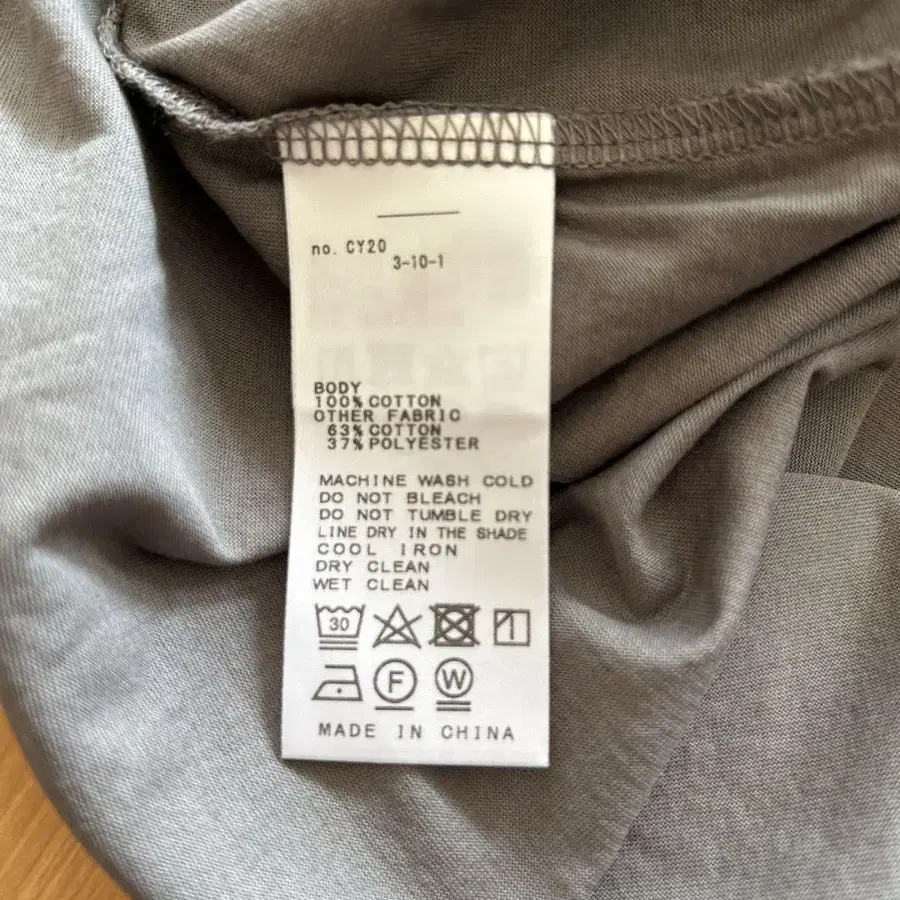 no. CY20
3-10-1
BODY
100% COTTON
OTHER FABRIC
63% COTTON
37% POLYESTER
MACHINE WASH COLD
DO NOT BLEACH
DO NOT TUMBLE DRY
LINE DRY IN THE SHADE
COOL IRON
DRY CLEAN
WET CLEAN
30
F W
MADE IN CHINA